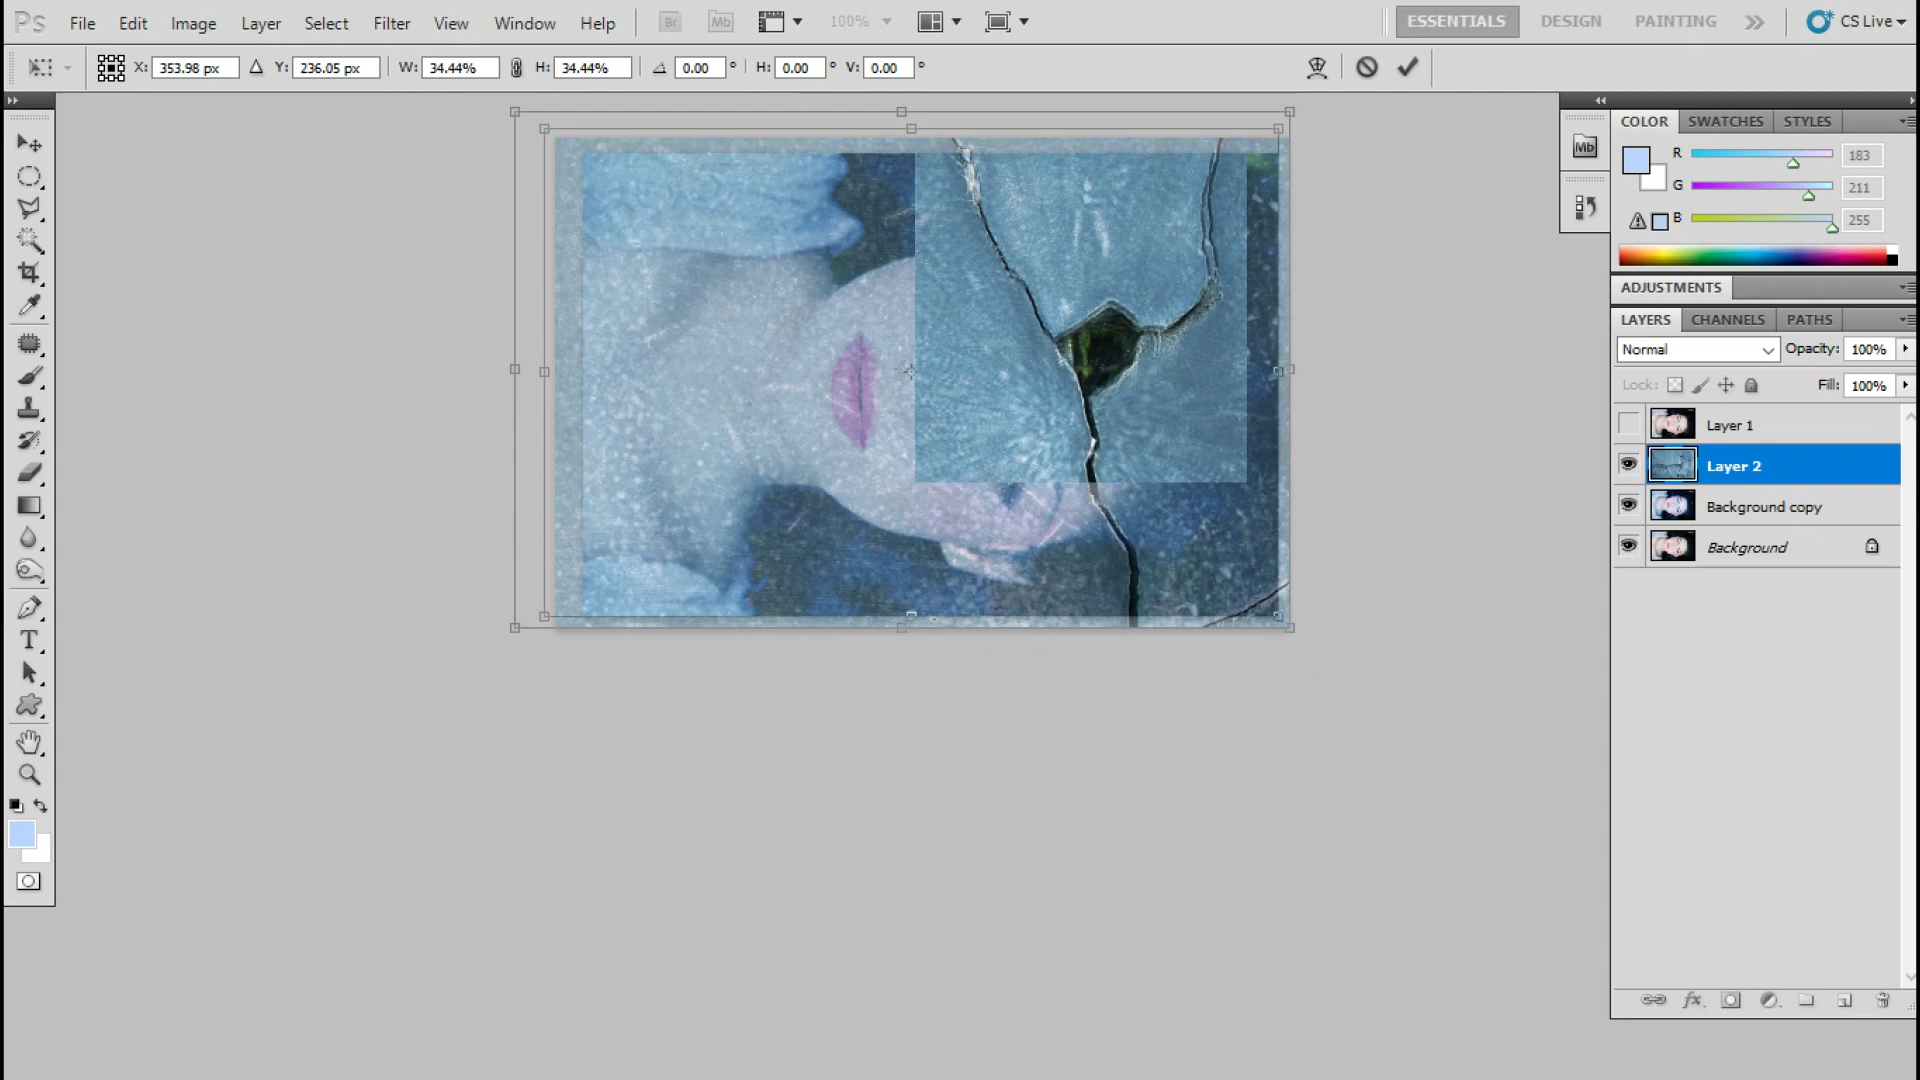 Ps File Edit Image Layer Select Filter View Window Help Br Mb 100% ESSENTIALS DESIGN PAINTING CS Live
X: 353.98 px Y: 236.05 px W: 34.44% H: 34.44% 0.00 ° H: 0.00 ° V: 0.00 °
COLOR SWATCHES STYLES
Mb
R 183
G 211
B 255
ADJUSTMENTS
LAYERS CHANNELS PATHS
Normal Opacity: 100%
Lock: Fill: 100%
Layer 1
Layer 2
Background copy
Background
T
fx